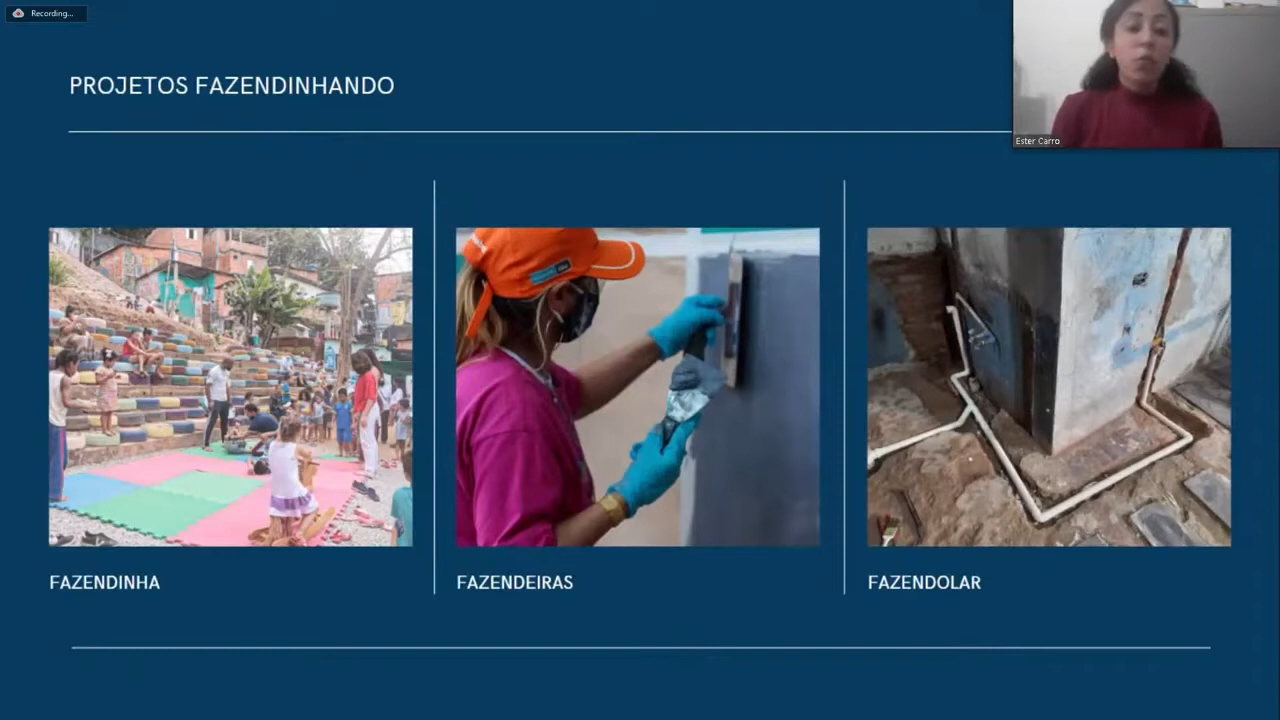 Recording...
PROJETOS FAZENDINHANDO
Ester Carro
FAZENDINHA
FAZENDEIRAS
FAZENDOLAR